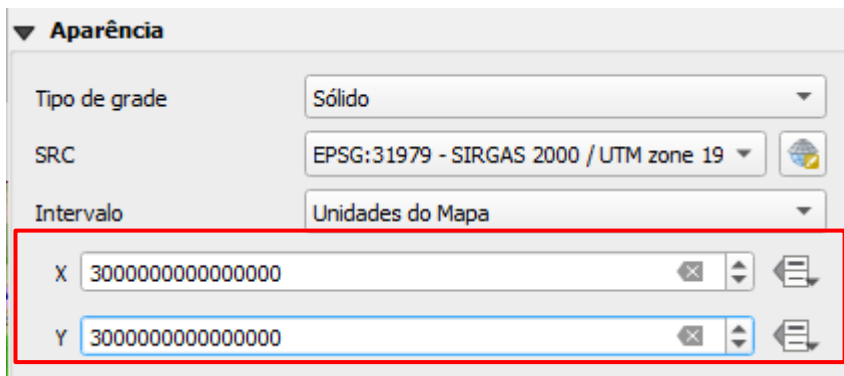 Aparência
Tipo de grade Sólido
SRC EPSG:31979 - SIRGAS 2000 / UTM zone 19
Intervalo Unidades do Mapa
X 3000000000000000
Y 3000000000000000